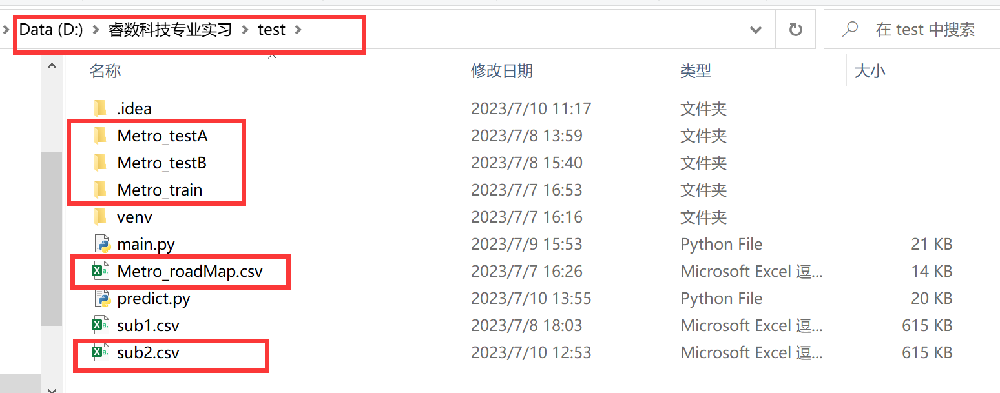 Data (D:) > 睿数科技专业实习 > test >
在 test 中搜索
名称 修改日期 类型 大小
.idea 2023/7/10 11:17 文件夹
Metro_testA 2023/7/8 13:59 文件夹
Metro_testB 2023/7/8 15:40 文件夹
Metro_train 2023/7/7 16:53 文件夹
venv 2023/7/7 16:16 文件夹
main.py 2023/7/9 15:53 Python File 21 KB
Metro_roadMap.csv 2023/7/7 16:26 Microsoft Excel 逗... 14 KB
predict.py 2023/7/10 13:55 Python File 20 KB
sub1.csv 2023/7/8 18:03 Microsoft Excel 逗... 615 KB
sub2.csv 2023/7/10 12:53 Microsoft Excel 逗... 615 KB